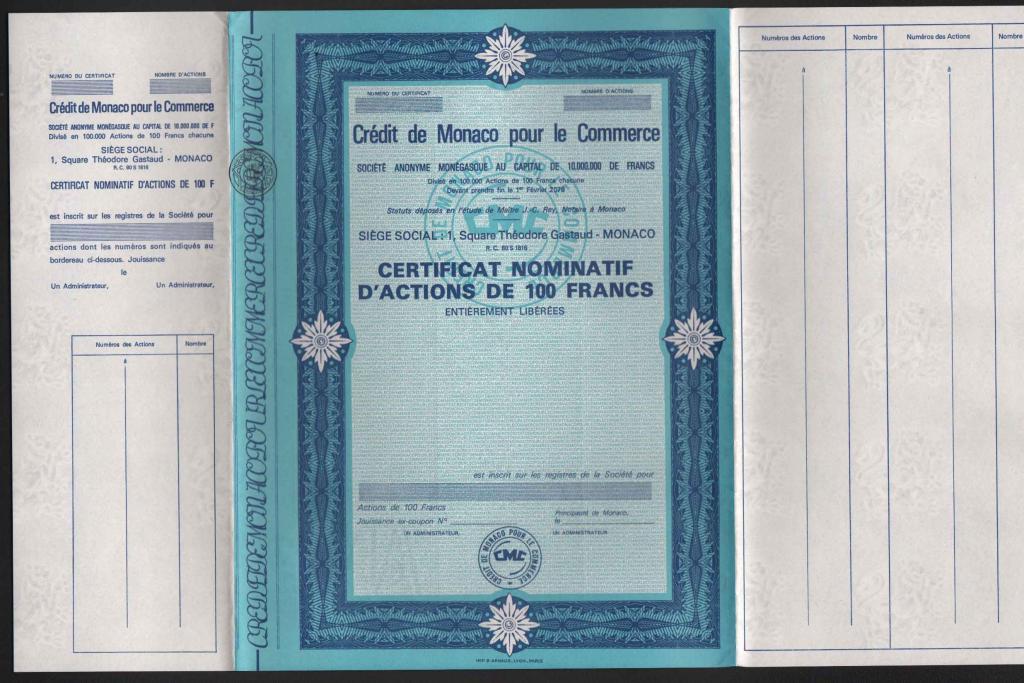 NUMÉRO DU CERTIFICAT NOMBRE D'ACTIONS
Crédit de Monaco pour le Commerce
SOCIÉTÉ ANONYME MONÉGASQUE AU CAPITAL DE 10.000.000 DE F
Divisé en 100.000 Actions de 100 Francs chacune
SIÈGE SOCIAL :
1, Square Théodore Gastaud - MONACO
R.C. 60 S 1816
CERTIFICAT NOMINATIF D'ACTIONS DE 100 F
est inscrit sur les registres de la Société pour
actions dont les numéros sont indiqués au
bordereau ci-dessous. Jouissance
le
Un Administrateur, Un Administrateur,
Numéros des Actions Nombre
à
CRÉDIT DE MONACO POUR LE COMMERCE
NUMÉRO DU CERTIFICAT NOMBRE D'ACTIONS
Crédit de Monaco pour le Commerce
SOCIÉTÉ ANONYME MONÉGASQUE AU CAPITAL DE 10.000.000 DE FRANCS
Divisé en 100.000 Actions de 100 Francs chacune
Devant prendre fin le 1er Février 2079
Statuts déposés en l'étude de Maître J.-C. Rey, Notaire à Monaco
SIÈGE SOCIAL : 1, Square Théodore Gastaud - MONACO
R.C. 60 S 1816
CERTIFICAT NOMINATIF
D'ACTIONS DE 100 FRANCS
ENTIÈREMENT LIBÉRÉES
est inscrit sur les registres de la Société pour
Actions de 100 Francs
Jouissance ex-coupon N°
Principauté de Monaco,
le
UN ADMINISTRATEUR, UN ADMINISTRATEUR
CRÉDIT DE MONACO POUR LE COMMERCE
CMC
Numéros des Actions Nombre Numéros des Actions Nombre
à à